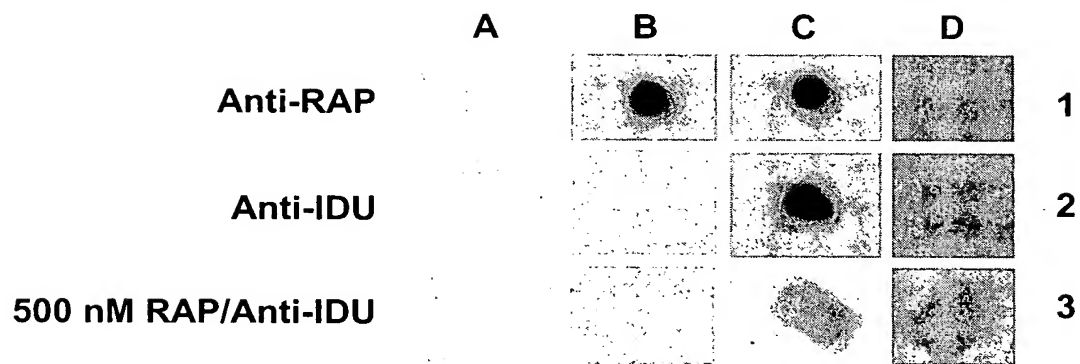 A B C D
Anti-RAP 1
Anti-IDU 2
500 nM RAP/Anti-IDU 3